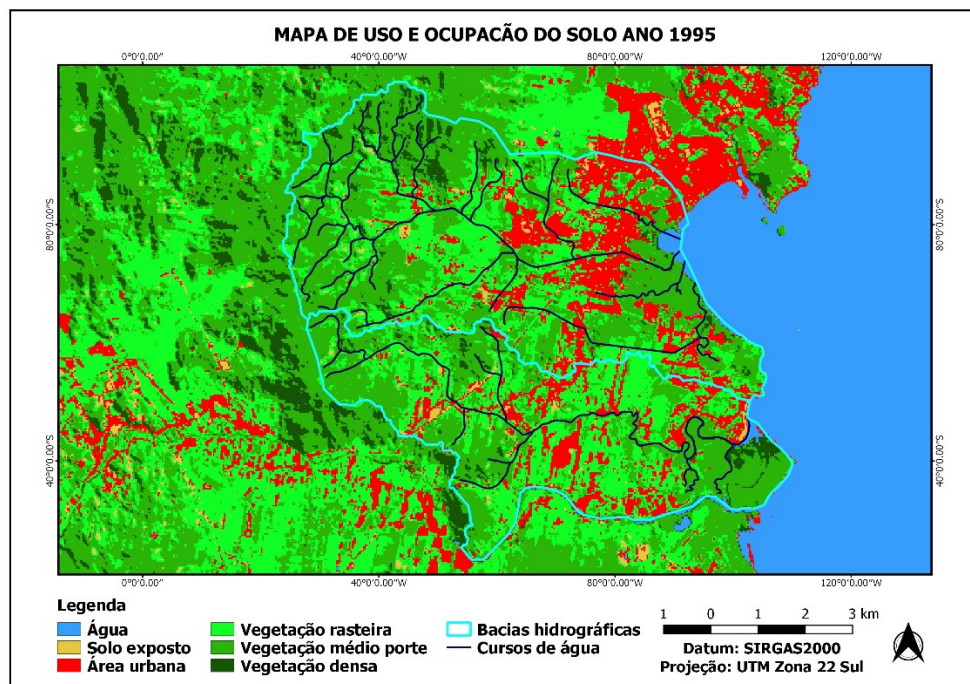 MAPA DE USO E OCUPACÃO DO SOLO ANO 1995
0°0'0.00"W 40°0'0.00"W 80°0'0.00"W 120°0'0.00"W
80°0'0.00"S 80°0'0.00"S
40°0'0.00"S 40°0'0.00"S
0°0'0.00"W 40°0'0.00"W 80°0'0.00"W 120°0'0.00"W
Legenda
Água
Solo exposto
Área urbana
Vegetação rasteira
Vegetação médio porte
Vegetação densa
Bacias hidrográficas
Cursos de água
1 0 1 2 3 km
Datum: SIRGAS2000
Projeção: UTM Zona 22 Sul